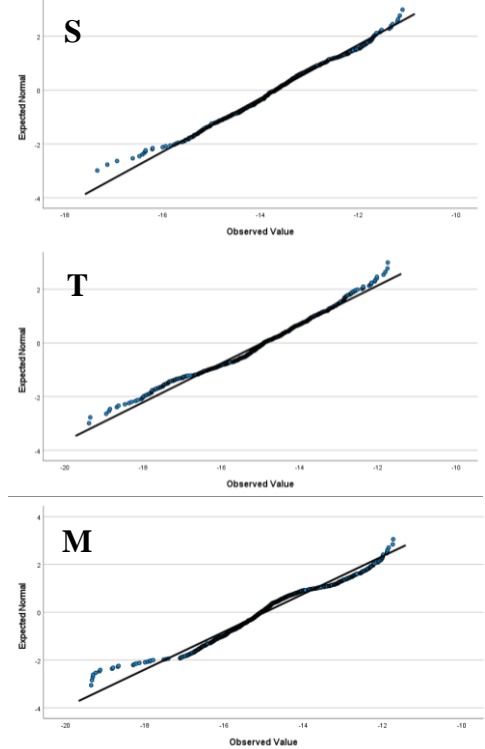 S
Expected Normal
2
0
-2
-4
-18 -16 -14 -12 -10
Observed Value
T
Expected Normal
2
0
-2
-4
-20 -18 -16 -14 -12 -10
Observed Value
M
Expected Normal
4
2
0
-2
-4
-20 -18 -16 -14 -12 -10
Observed Value